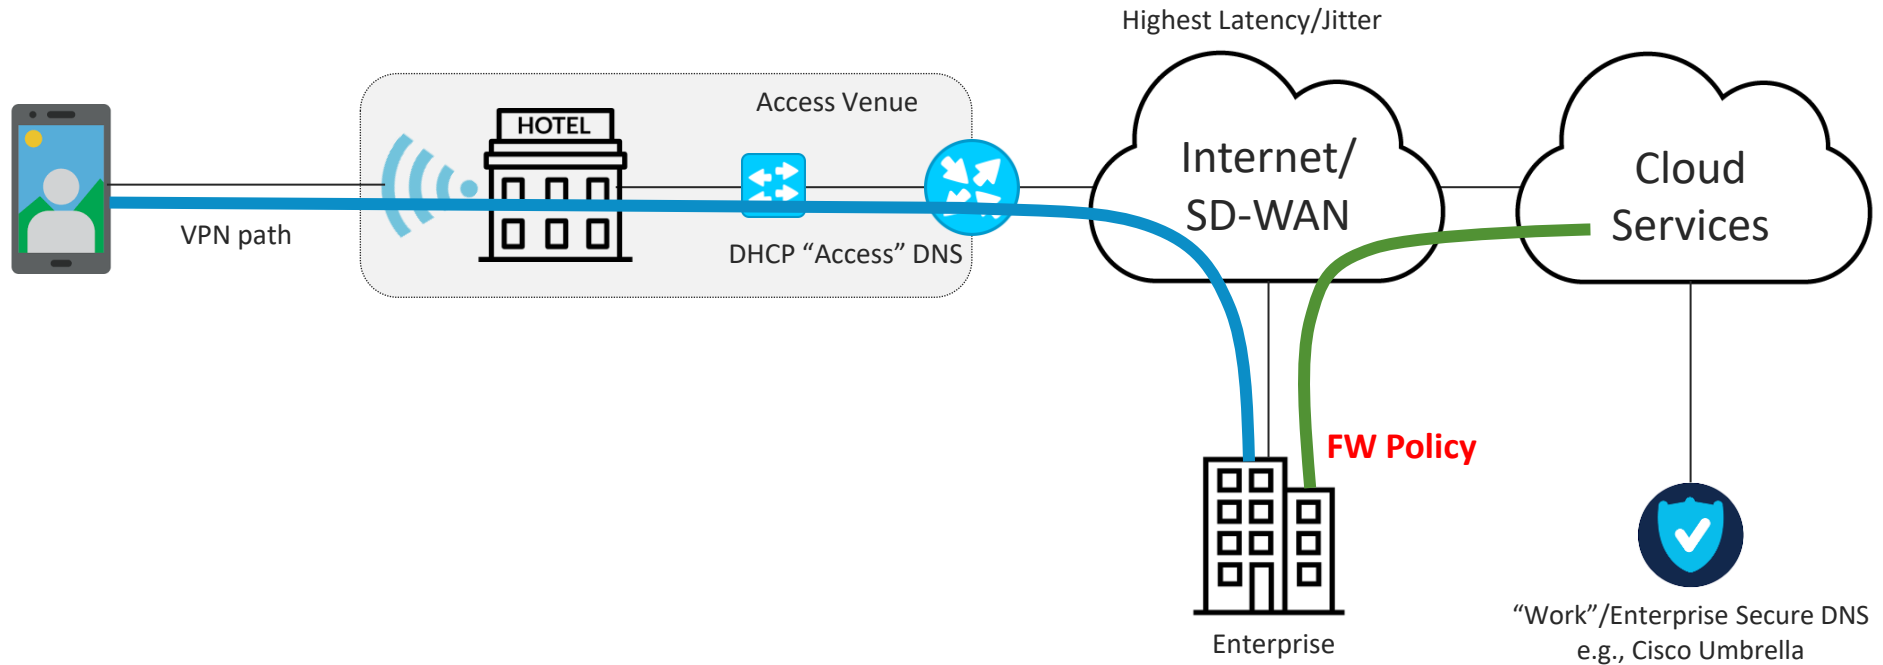 Highest Latency/Jitter
Access Venue
HOTEL
Internet/
SD-WAN
Cloud
Services
VPN path
DHCP “Access” DNS
FW Policy
Enterprise
“Work”/Enterprise Secure DNS
e.g., Cisco Umbrella